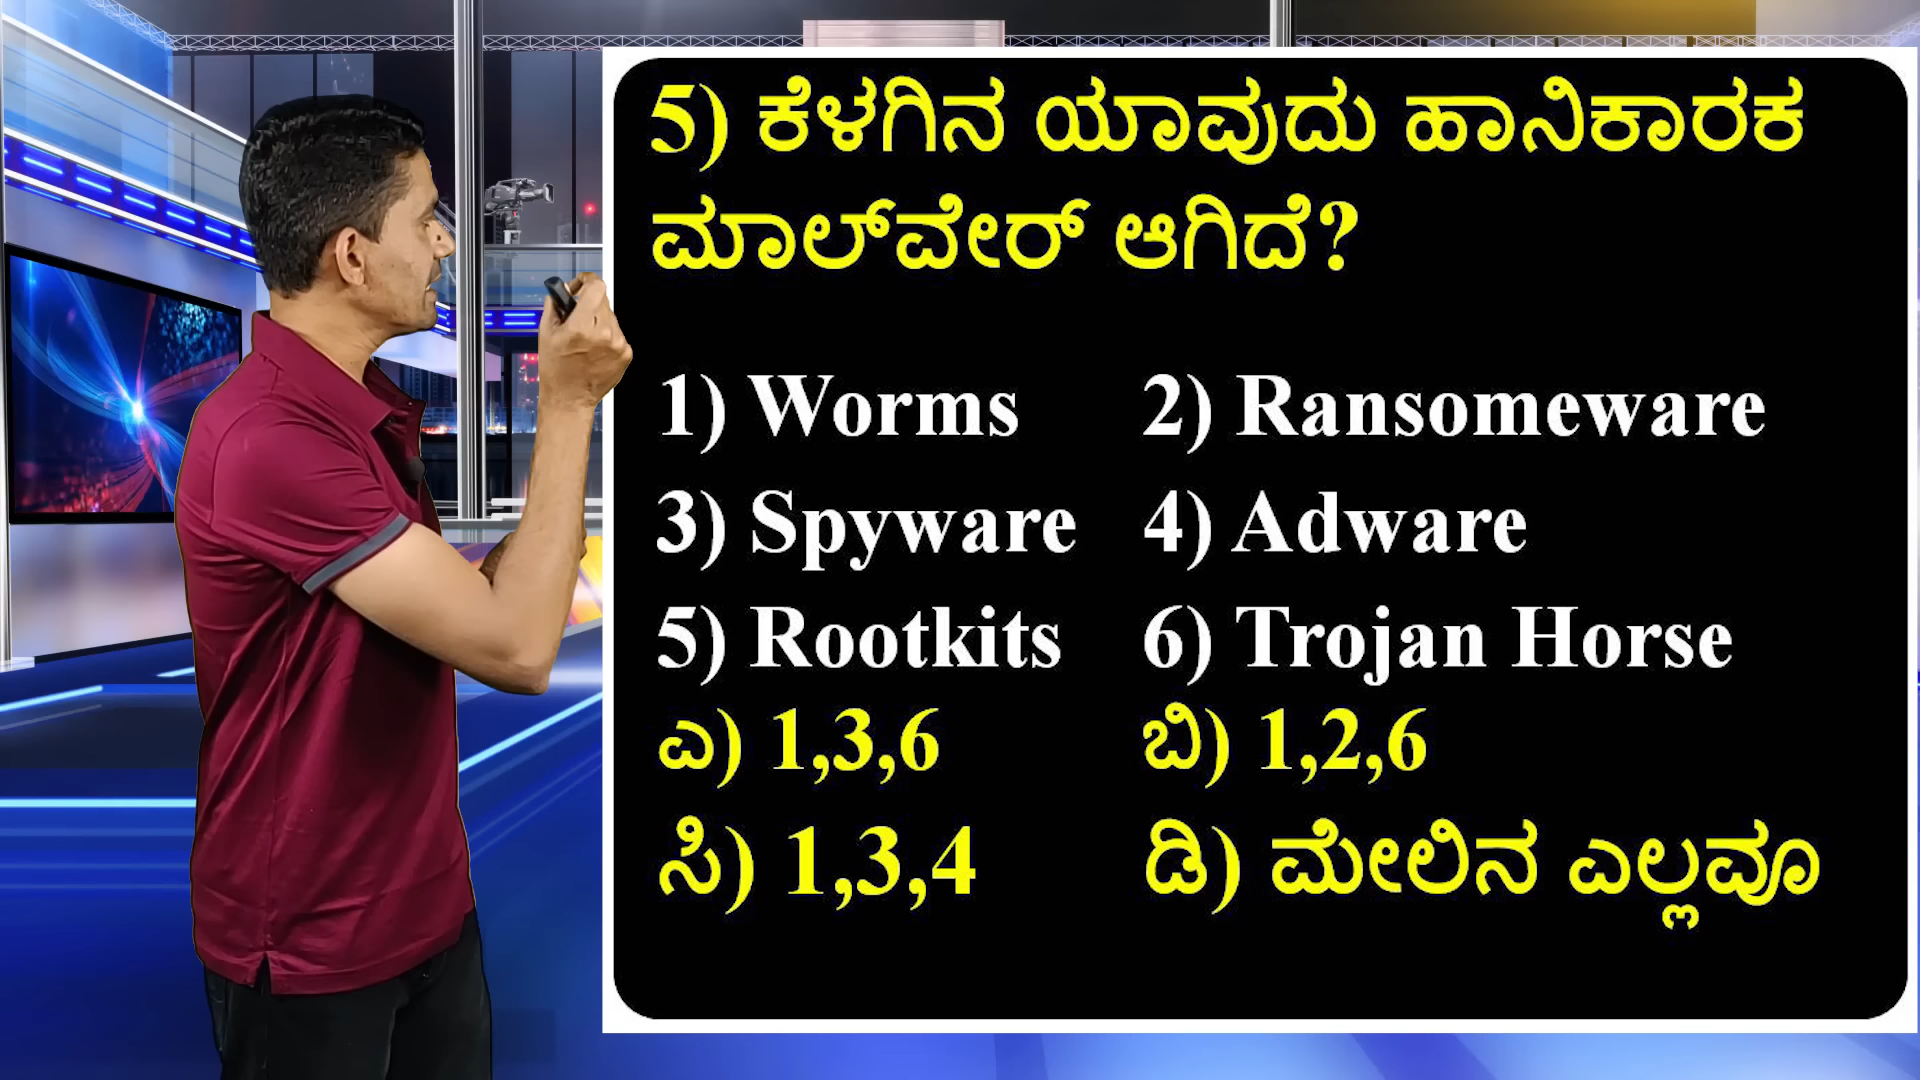 5) ಕೆಳಗಿನ ಯಾವುದು ಹಾನಿಕಾರಕ
ಮಾಲ್‌ವೇರ್ ಆಗಿದೆ?
1) Worms 2) Ransomeware
3) Spyware 4) Adware
5) Rootkits 6) Trojan Horse
ಎ) 1,3,6 ಬಿ) 1,2,6
ಸಿ) 1,3,4 ಡಿ) ಮೇಲಿನ ಎಲ್ಲವೂ